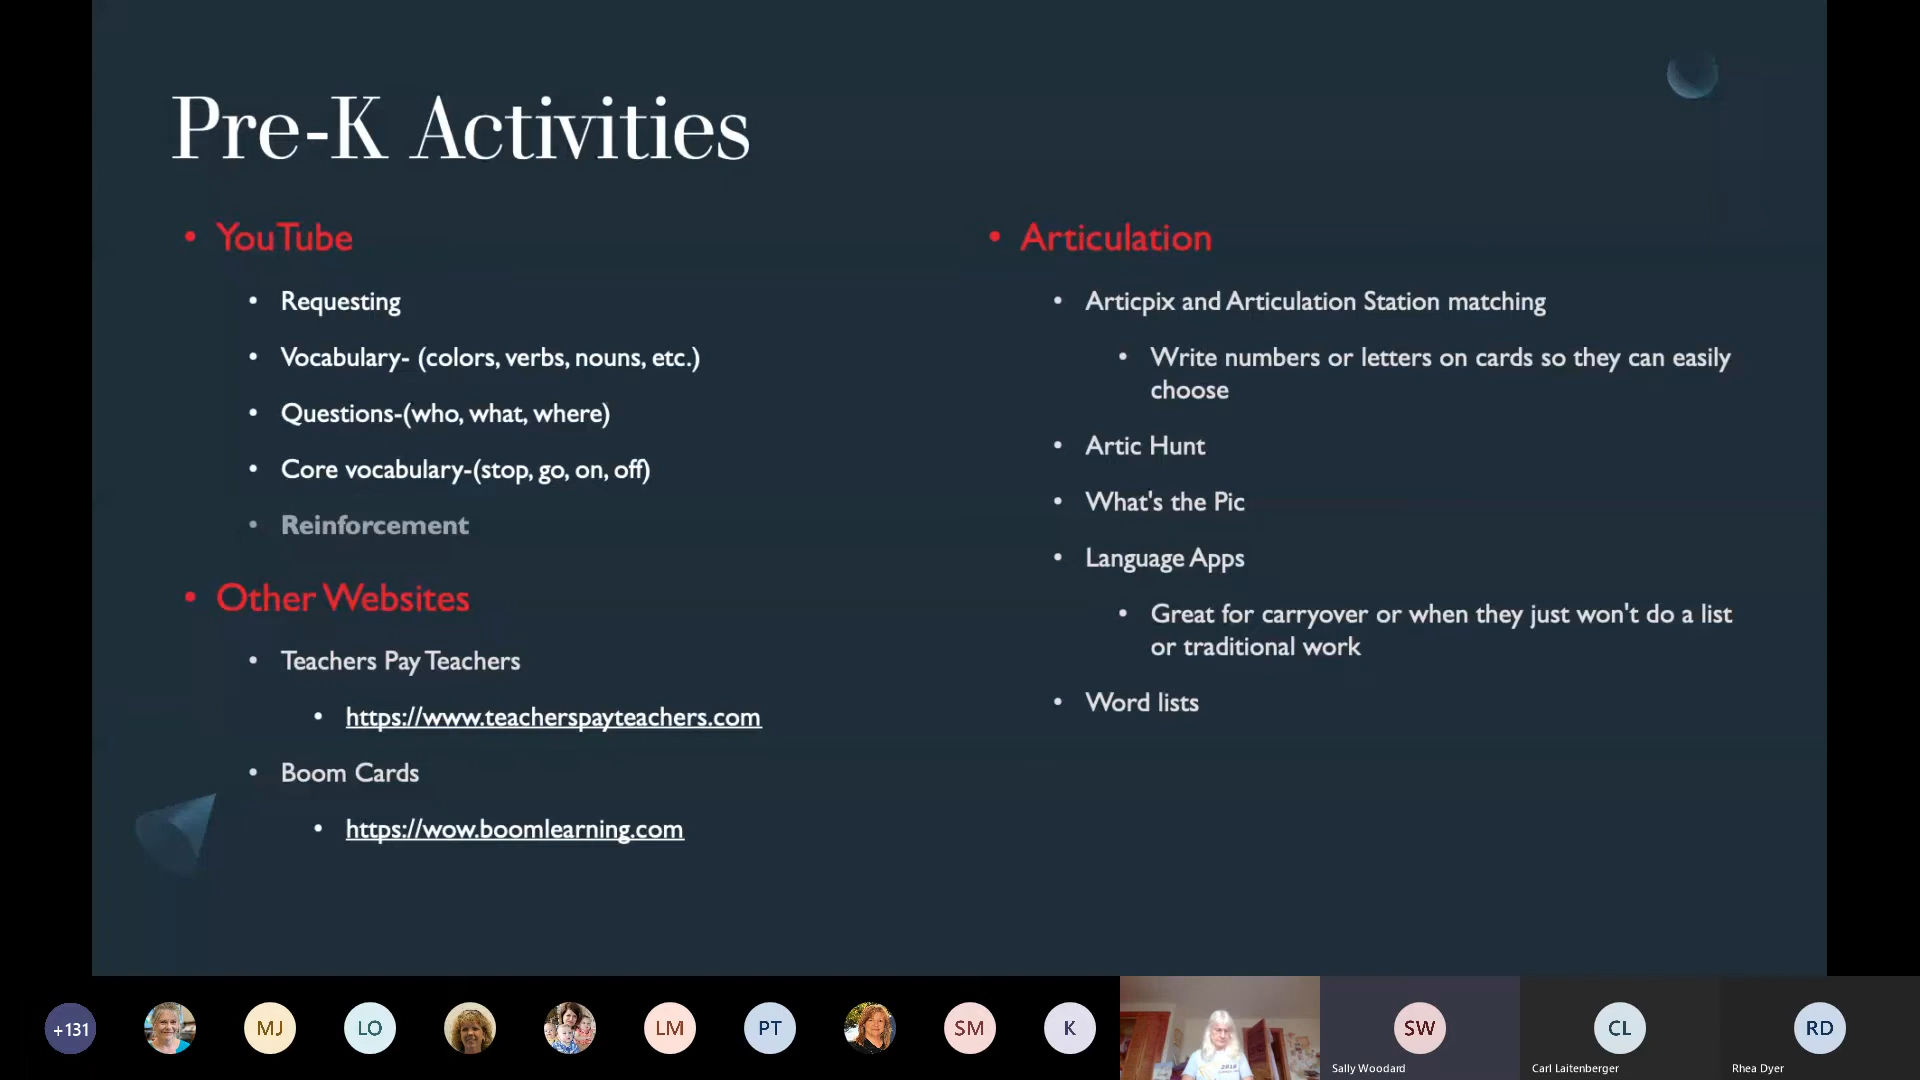 Pre-K Activities
YouTube
Requesting
Vocabulary- (colors, verbs, nouns, etc.)
Questions-(who, what, where)
Core vocabulary-(stop, go, on, off)
Reinforcement
Other Websites
Teachers Pay Teachers
https://www.teacherspayteachers.com
Boom Cards
https://wow.boomlearning.com
Articulation
Articpix and Articulation Station matching
Write numbers or letters on cards so they can easily
choose
Artic Hunt
What's the Pic
Language Apps
Great for carryover or when they just won't do a list
or traditional work
Word lists
+131
MJ
LO
LM
PT
SM
K
SW
Sally Woodard
CL
Carl Laitenberger
RD
Rhea Dyer